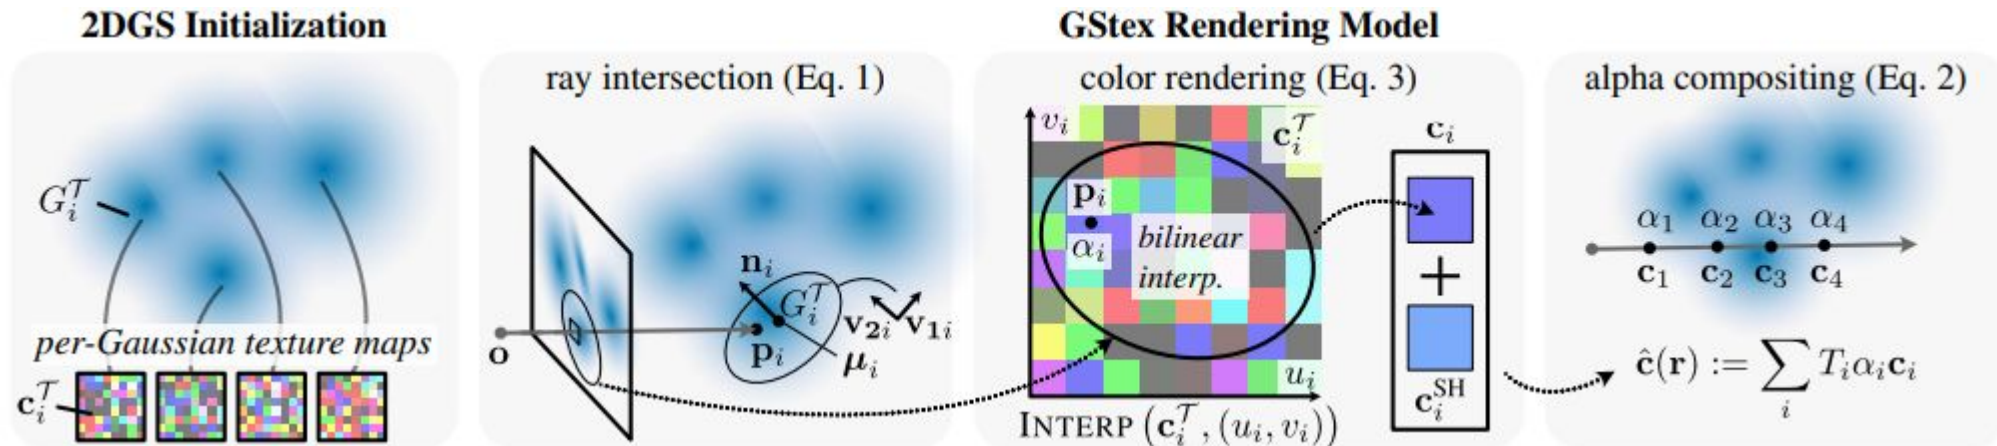 2DGS Initialization
G_i^𝒯
per-Gaussian texture maps
c_i^𝒯
GStex Rendering Model
ray intersection (Eq. 1)
n_i
G_i^𝒯
v_2i v_1i
o
p_i
μ_i
color rendering (Eq. 3)
v_i
c_i^𝒯
c_i
p_i
α_i
bilinear
interp.
+
u_i
c_i^SH
INTERP (c_i^𝒯, (u_i, v_i))
alpha compositing (Eq. 2)
α_1 α_2 α_3 α_4
c_1 c_2 c_3 c_4
ĉ(r) := ∑_i T_i α_i c_i